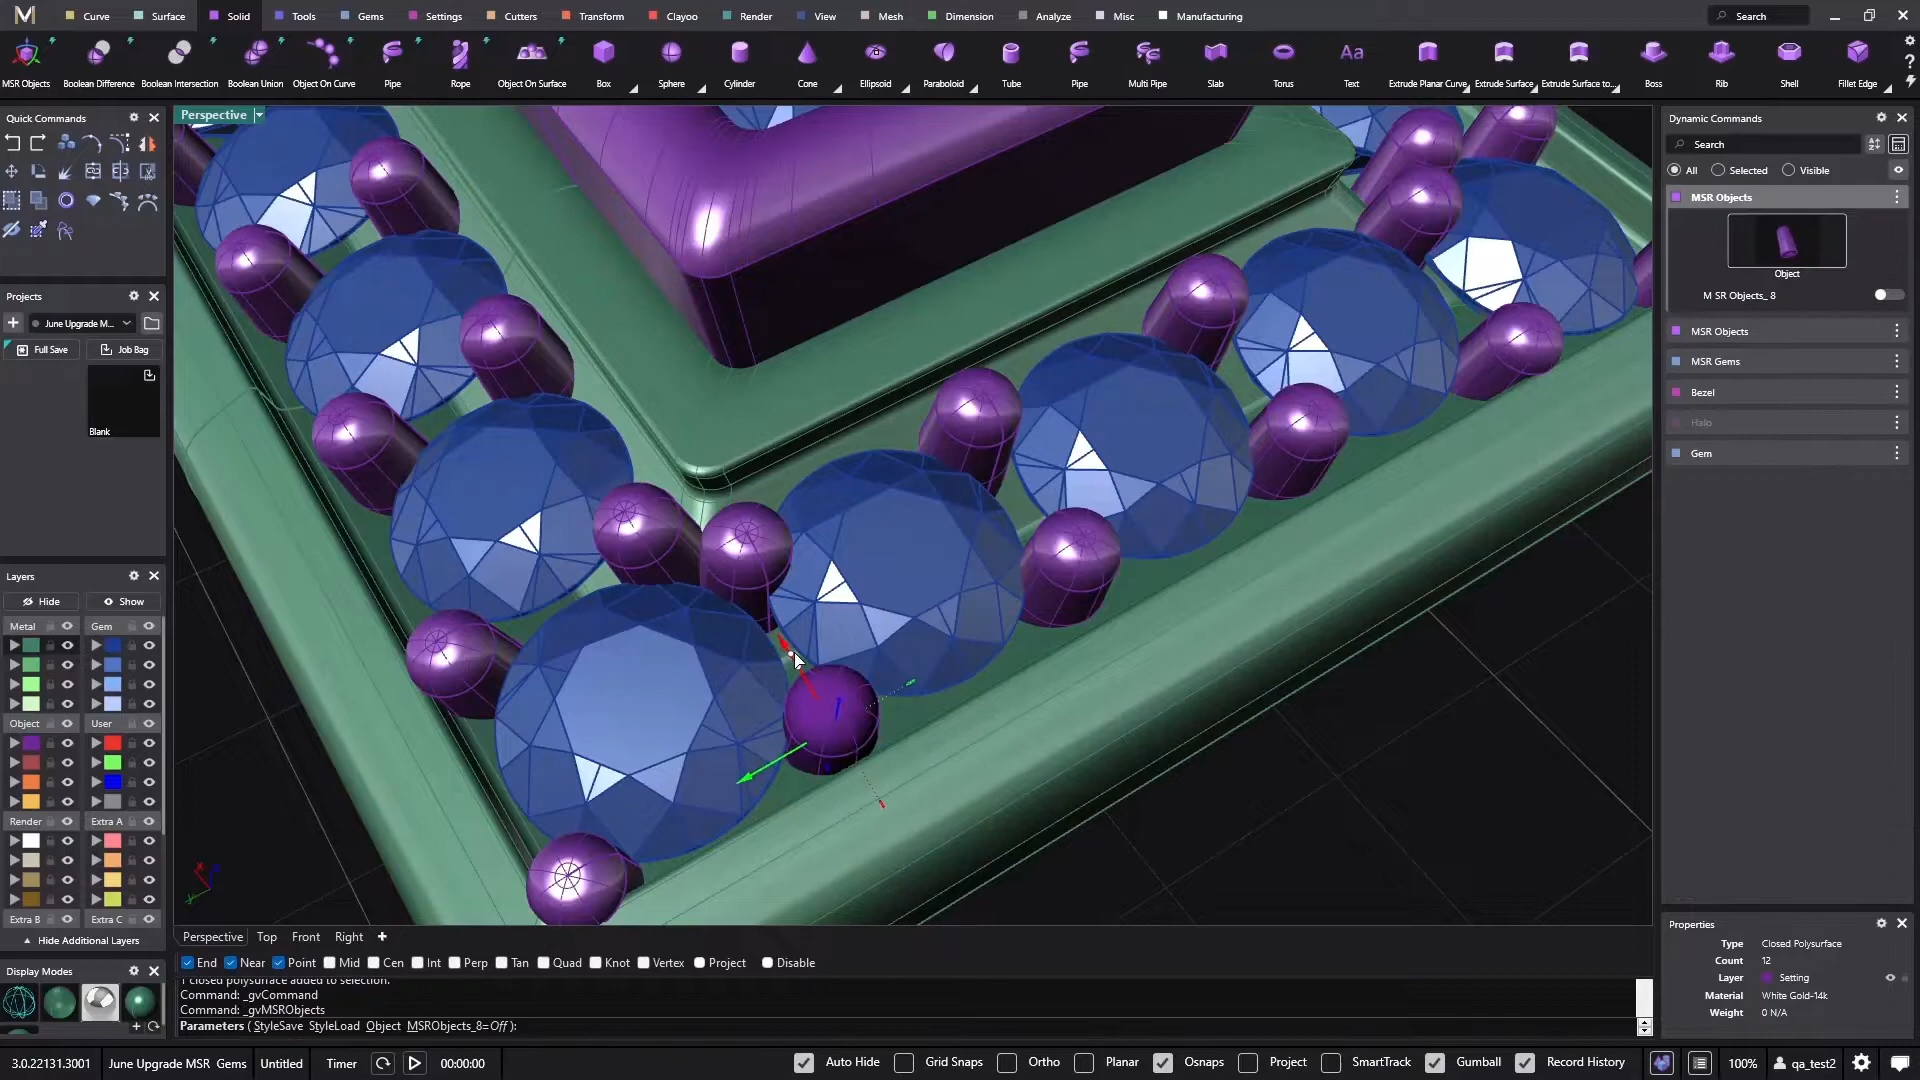 Curve Surface Solid Tools Gems Settings Cutters Transform Clayoo Render View Mesh Dimension Analyze Misc Manufacturing Search
MSR Objects Boolean Difference Boolean Intersection Boolean Union Object On Curve Pipe Rope Object On Surface Box Sphere Cylinder Cone Ellipsoid Paraboloid Tube Pipe Multi Pipe Slab Torus Text Extrude Planar Curve Extrude Surface Extrude Surface to... Boss Rib Shell Fillet Edge
Aa
Quick Commands
Projects
June Upgrade M...
Full Save Job Bag
Blank
Layers
Hide Show
Metal Gem
Object User
Render Extra A
Extra B Extra C
Hide Additional Layers
Display Modes
Perspective
Perspective Top Front Right
End Near Point Mid Cen Int Perp Tan Quad Knot Vertex Project Disable
1 closed polysurface added to selection.
Command: _gvCommand
Command: _gvMSRObjects
Parameters ( StyleSave StyleLoad Object MSRObjects_8=Off ):
Dynamic Commands
Search
All Selected Visible
MSR Objects
Object
M SR Objects_ 8
MSR Objects
MSR Gems
Bezel
Halo
Gem
Properties
Type Closed Polysurface
Count 12
Layer Setting
Material White Gold-14k
Weight 0 N/A
3.0.22131.3001 June Upgrade MSR Gems Untitled Timer 00:00:00 Auto Hide Grid Snaps Ortho Planar Osnaps Project SmartTrack Gumball Record History 100% qa_test2